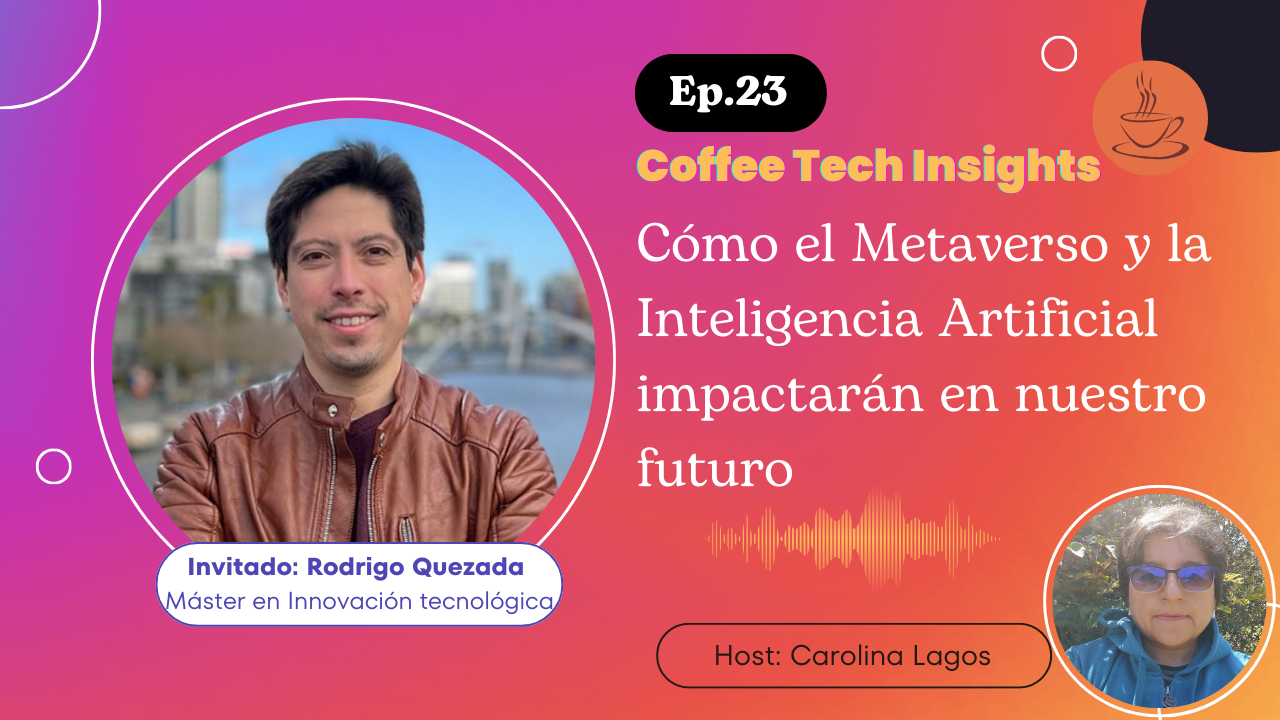 Ep.23
Coffee Tech Insights
Cómo el Metaverso y la
Inteligencia Artificial
impactarán en nuestro
futuro
Invitado: Rodrigo Quezada
Máster en Innovación tecnológica
Host: Carolina Lagos